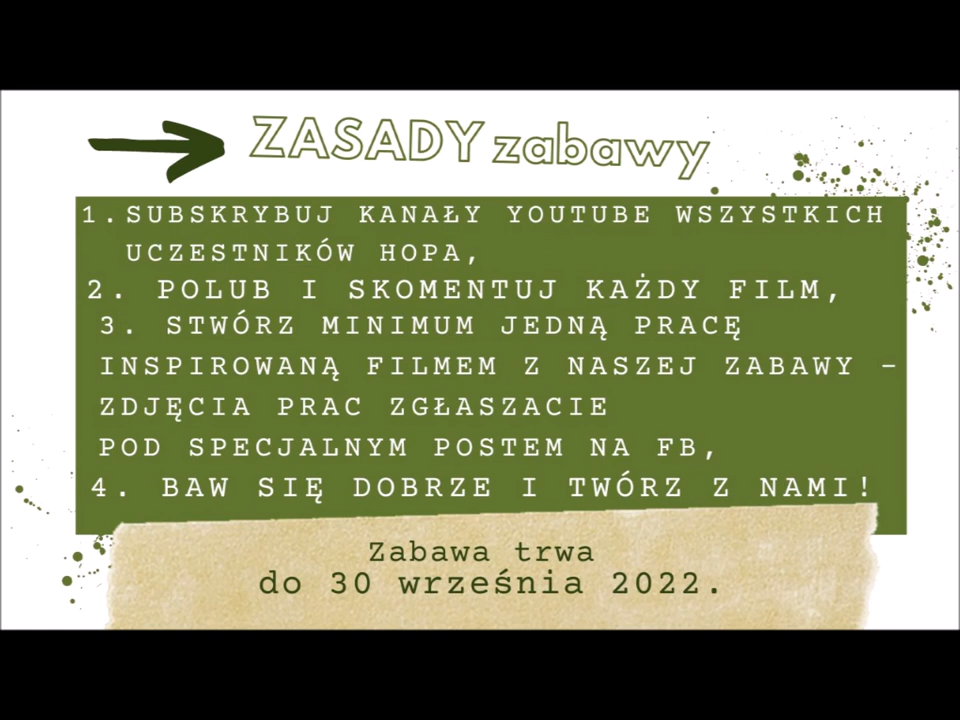 ZASADY zabawy
1.SUBSKRYBUJ KANAŁY YOUTUBE WSZYSTKICH
UCZESTNIKÓW HOPA,
2. POLUB I SKOMENTUJ KAŻDY FILM,
3. STWÓRZ MINIMUM JEDNĄ PRACĘ
INSPIROWANĄ FILMEM Z NASZEJ ZABAWY -
ZDJĘCIA PRAC ZGŁASZACIE
POD SPECJALNYM POSTEM NA FB,
4. BAW SIĘ DOBRZE I TWÓRZ Z NAMI!
Zabawa trwa
do 30 września 2022.